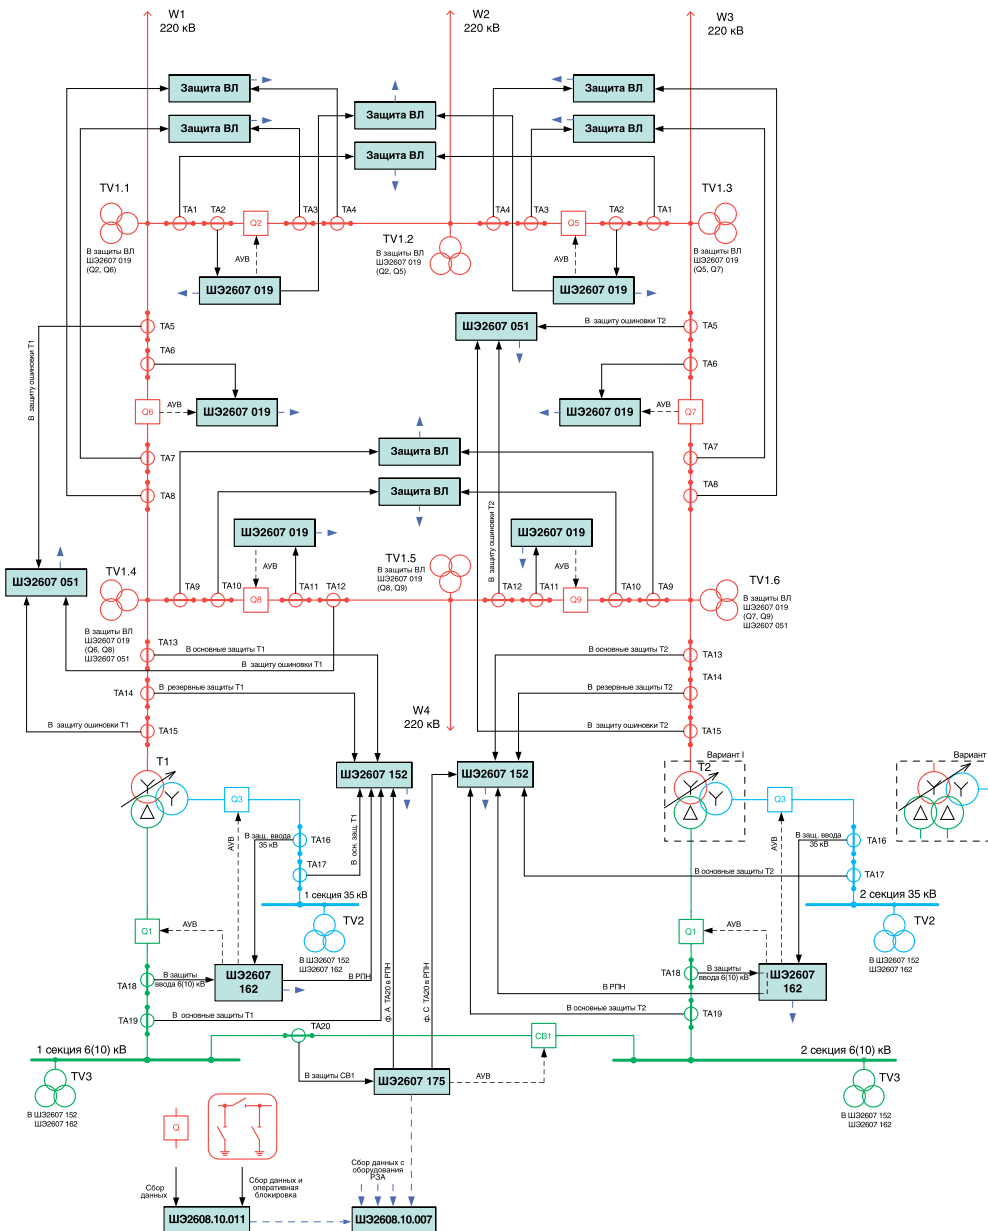 W1
220 кВ
W2
220 кВ
W3
220 кВ
Защита ВЛ
Защита ВЛ
Защита ВЛ
Защита ВЛ
Защита ВЛ
Защита ВЛ
TV1.1
TA1
TA2
Q2
TA3
TA4
TV1.2
TA4
TA3
Q5
TA2
TA1
TV1.3
В защиты ВЛ
ШЭ2607 019
(Q2, Q6)
АУВ
В защиты ВЛ
ШЭ2607 019
(Q2, Q5)
АУВ
В защиты ВЛ
ШЭ2607 019
(Q5, Q7)
ШЭ2607 019
ШЭ2607 019
TA5
ШЭ2607 051
В защиту ошиновки Т2
TA5
В защиту ошиновки Т1
TA6
TA6
Q6
АУВ
ШЭ2607 019
ШЭ2607 019
АУВ
Q7
Защита ВЛ
TA7
TA7
Защита ВЛ
TA8
TA8
В защиту ошиновки Т2
ШЭ2607 019
ШЭ2607 019
ШЭ2607 051
TV1.4
АУВ
TV1.5
В защиты ВЛ
ШЭ2607 019
(Q8, Q9)
АУВ
TV1.6
TA9
TA10
Q8
TA11
TA12
TA12
TA11
Q9
TA10
TA9
В защиты ВЛ
ШЭ2607 019
(Q7, Q9)
ШЭ2607 051
В защиты ВЛ
ШЭ2607 019
(Q6, Q8)
ШЭ2607 051
TA13
В основные защиты Т1
В защиту ошиновки Т1
В основные защиты Т2
TA13
TA14
В резервные защиты Т1
W4
220 кВ
В резервные защиты Т2
TA14
В защиту ошиновки Т1
TA15
В защиту ошиновки Т2
TA15
T1
ШЭ2607 152
ШЭ2607 152
Вариант I
T2
Вариант
Q3
Q3
В защ. ввода
35 кВ
TA16
АУВ
В осн. защ. Т1
TA17
В защ. ввода
35 кВ
TA16
АУВ
В основные защиты Т2
TA17
1 секция 35 кВ
2 секция 35 кВ
TV2
TV2
Q1
АУВ
В ШЭ2607 152
ШЭ2607 162
Q1
АУВ
В ШЭ2607 152
ШЭ2607 162
TA18
В защиты
ввода 6(10) кВ
ШЭ2607
162
В РПН
ф. А ТА20 в РПН
ф. С ТА20 в РПН
TA18
В защиты
ввода 6(10) кВ
ШЭ2607
162
В РПН
TA19
В основные защиты Т1
В основные защиты Т2
TA19
TA20
СВ1
1 секция 6(10) кВ
2 секция 6(10) кВ
TV3
В защиты СВ1
ШЭ2607 175
АУВ
TV3
В ШЭ2607 152
ШЭ2607 162
В ШЭ2607 152
ШЭ2607 162
Q
Сбор
данных
Сбор данных и
оперативная
блокировка
Сбор данных с
оборудования
РЗА
ШЭ2608.10.011
ШЭ2608.10.007